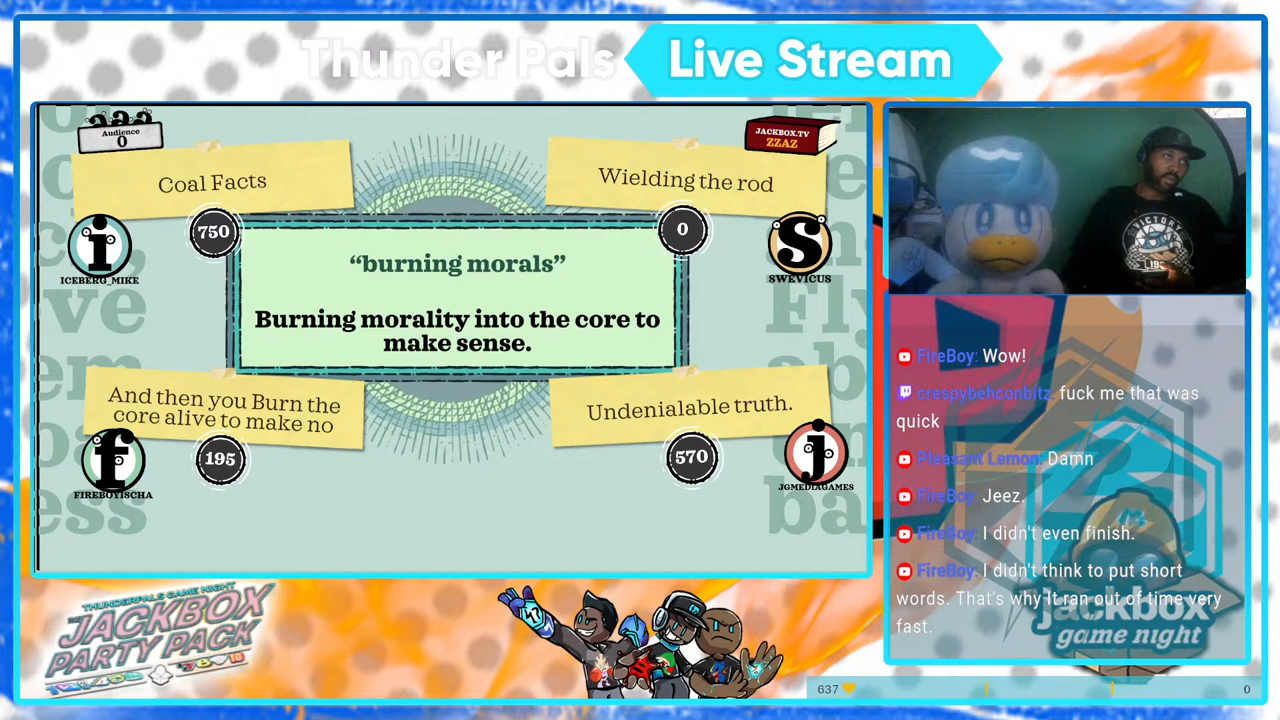 Thunder Pals
Live Stream
Audience
0
JACKBOX.TV
ZZAZ
Coal Facts
Wielding the rod
750
0
ICEBERG_MIKE
SWEVICUS
“burning morals”
Burning morality into the core to
make sense.
And then you Burn the
core alive to make no
Undenialable truth.
195
570
FIREBOYISCHA
JGMEDIAGAMES
VICTORY
FireBoy: Wow!
crespybehconbitz: fuck me that was
quick
Pleasant Lemon: Damn
FireBoy: Jeez.
FireBoy: I didn't even finish.
FireBoy: I didn't think to put short
words. That's why It ran out of time very
fast.
jackbox
game night
THUNDERPALS GAME NIGHT
JACKBOX
PARTY PACK
637
0